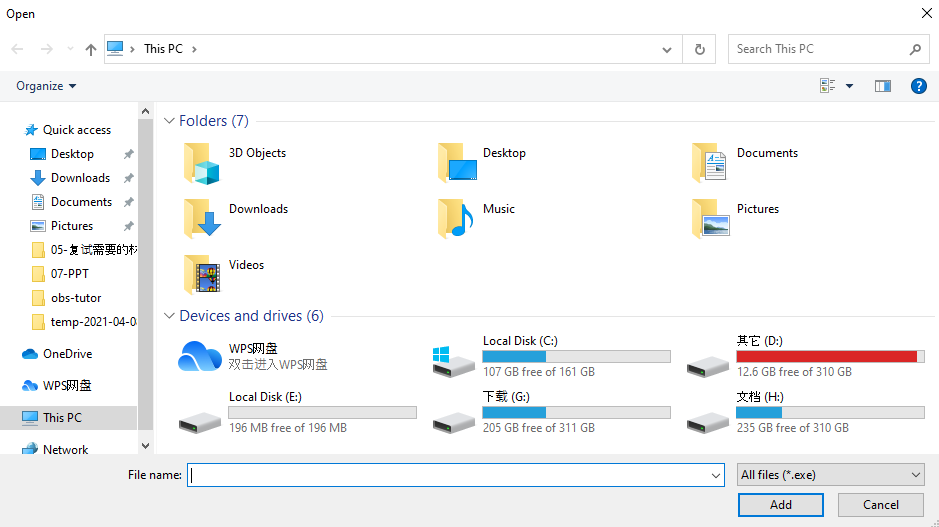 Open
This PC
Search This PC
Organize
Quick access
Desktop
Downloads
Documents
Pictures
05-复试需要的材
07-PPT
obs-tutor
temp-2021-04-0
OneDrive
WPS网盘
This PC
Network
Folders (7)
3D Objects
Desktop
Documents
Downloads
Music
Pictures
Videos
Devices and drives (6)
WPS网盘
双击进入WPS网盘
Local Disk (C:)
107 GB free of 161 GB
其它 (D:)
12.6 GB free of 310 GB
Local Disk (E:)
196 MB free of 196 MB
下载 (G:)
205 GB free of 311 GB
文档 (H:)
235 GB free of 310 GB
File name:
All files (*.exe)
Add
Cancel